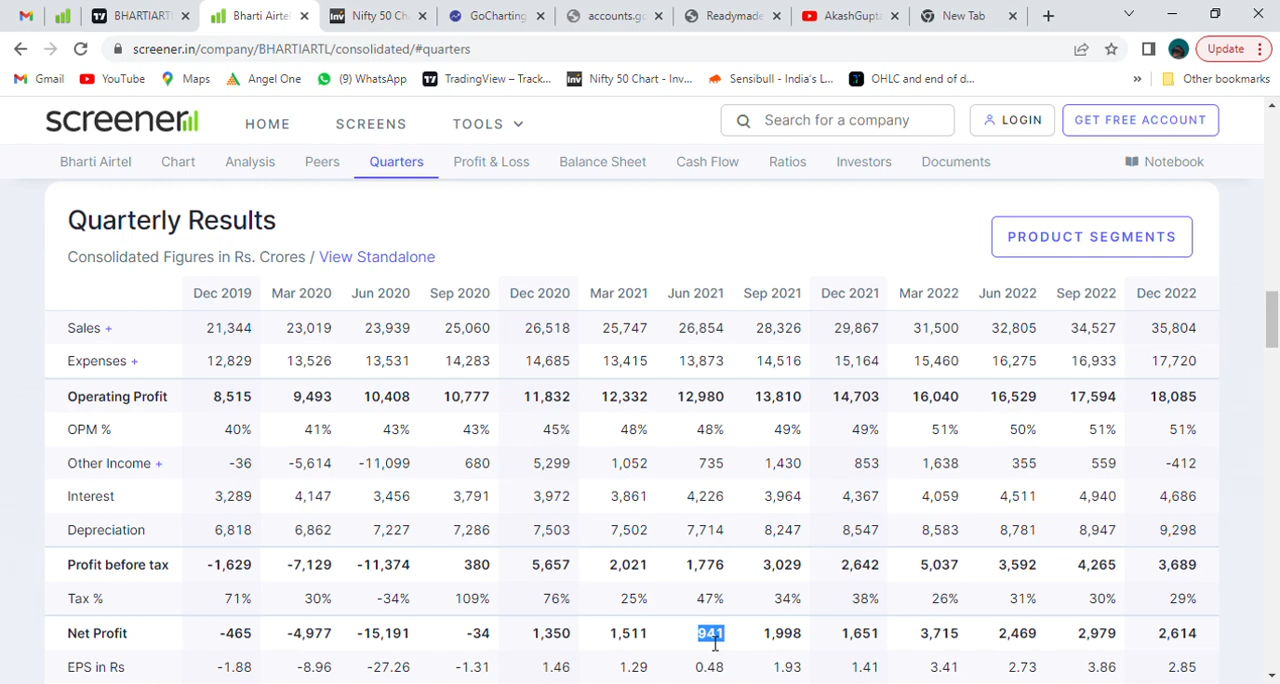 BHARTIARTI
Bharti Airtel
Nifty 50 Ch
GoCharting
accounts.go
Readymade
AkashGupta
New Tab
screener.in/company/BHARTIARTL/consolidated/#quarters
Update
Gmail
YouTube
Maps
Angel One
(9) WhatsApp
TradingView – Track...
Nifty 50 Chart - Inv...
Sensibull - India's L...
OHLC and end of d...
»
Other bookmarks
screener
HOME
SCREENS
TOOLS
Search for a company
LOGIN
GET FREE ACCOUNT
Bharti Airtel Chart Analysis Peers Quarters Profit & Loss Balance Sheet Cash Flow Ratios Investors Documents Notebook
Quarterly Results
PRODUCT SEGMENTS
Consolidated Figures in Rs. Crores / View Standalone
Dec 2019 Mar 2020 Jun 2020 Sep 2020 Dec 2020 Mar 2021 Jun 2021 Sep 2021 Dec 2021 Mar 2022 Jun 2022 Sep 2022 Dec 2022
Sales + 21,344 23,019 23,939 25,060 26,518 25,747 26,854 28,326 29,867 31,500 32,805 34,527 35,804
Expenses + 12,829 13,526 13,531 14,283 14,685 13,415 13,873 14,516 15,164 15,460 16,275 16,933 17,720
Operating Profit 8,515 9,493 10,408 10,777 11,832 12,332 12,980 13,810 14,703 16,040 16,529 17,594 18,085
OPM % 40% 41% 43% 43% 45% 48% 48% 49% 49% 51% 50% 51% 51%
Other Income + -36 -5,614 -11,099 680 5,299 1,052 735 1,430 853 1,638 355 559 -412
Interest 3,289 4,147 3,456 3,791 3,972 3,861 4,226 3,964 4,367 4,059 4,511 4,940 4,686
Depreciation 6,818 6,862 7,227 7,286 7,503 7,502 7,714 8,247 8,547 8,583 8,781 8,947 9,298
Profit before tax -1,629 -7,129 -11,374 380 5,657 2,021 1,776 3,029 2,642 5,037 3,592 4,265 3,689
Tax % 71% 30% -34% 109% 76% 25% 47% 34% 38% 26% 31% 30% 29%
Net Profit -465 -4,977 -15,191 -34 1,350 1,511 941 1,998 1,651 3,715 2,469 2,979 2,614
EPS in Rs -1.88 -8.96 -27.26 -1.31 1.46 1.29 0.48 1.93 1.41 3.41 2.73 3.86 2.85